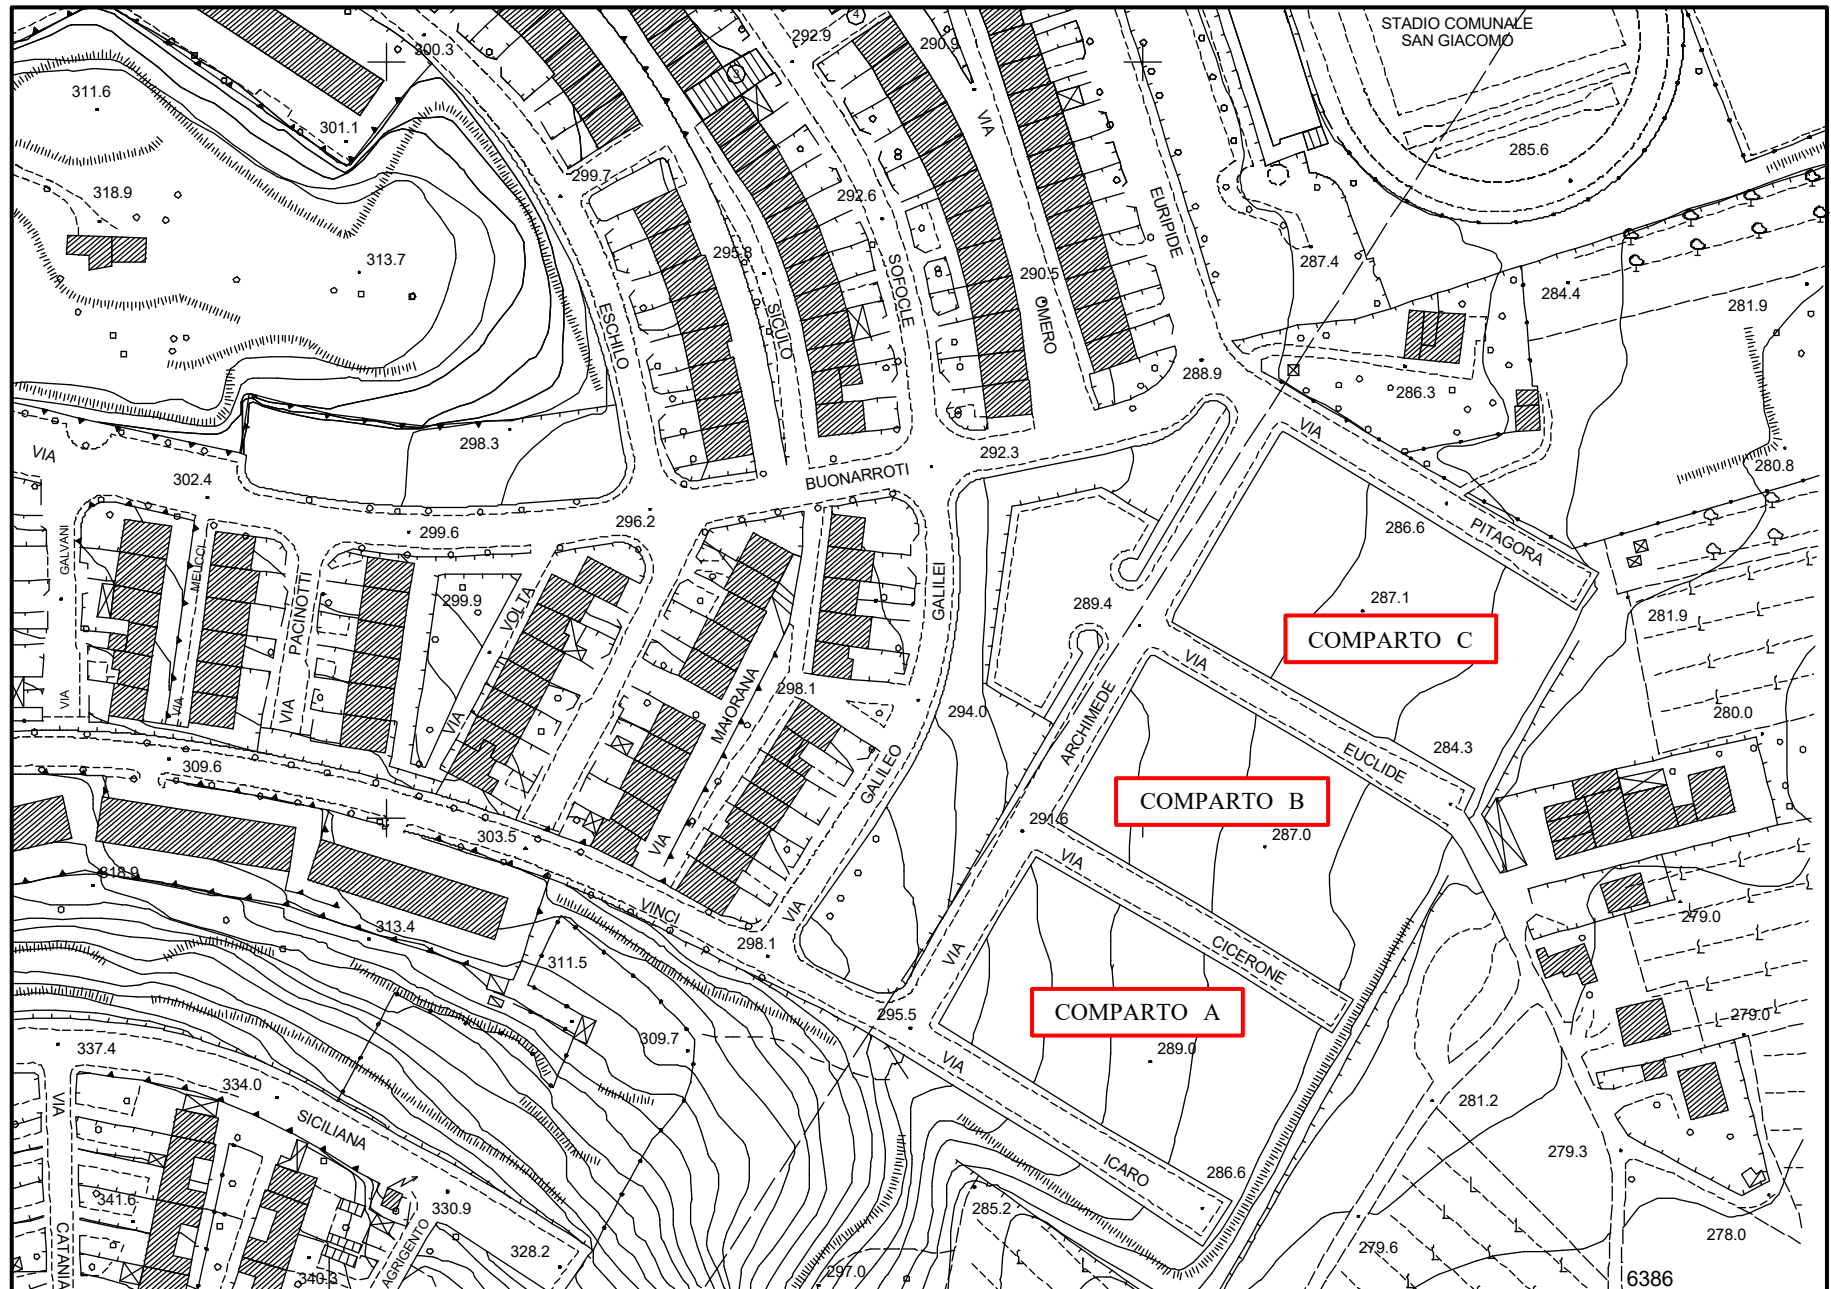 STADIO COMUNALE
SAN GIACOMO
300.3
4
292.9
290.9
3
311.6
301.1
VIA
285.6
299.7
318.9
292.6
EURIPIDE
313.7
295.8
SOFOCLE
290.5
287.4
284.4
281.9
ESCHILO
SICULO
OMERO
288.9
286.3
298.3
VIA
292.3
VIA
302.4
BUONARROTI
280.8
299.6
296.2
286.6
PITAGORA
GALVANI
MEUCCI
PACINOTTI
299.9
VOLTA
GALILEI
289.4
287.1
281.9
COMPARTO C
VIA
298.1
MAIORANA
VIA
VIA
VIA
VIA
294.0
ARCHIMEDE
280.0
284.3
EUCLIDE
309.6
GALILEO
COMPARTO B
303.5
VIA
291.6
287.0
VIA
318.9
VINCI
VIA
279.0
313.4
298.1
VIA
CICERONE
311.5
COMPARTO A
295.5
279.0
337.4
309.7
VIA
289.0
334.0
VIA
SICILIANA
281.2
279.3
ICARO
286.6
341.6
330.9
285.2
CATANIA
AGRIGENTO
328.2
279.6
278.0
340.3
297.0
6386